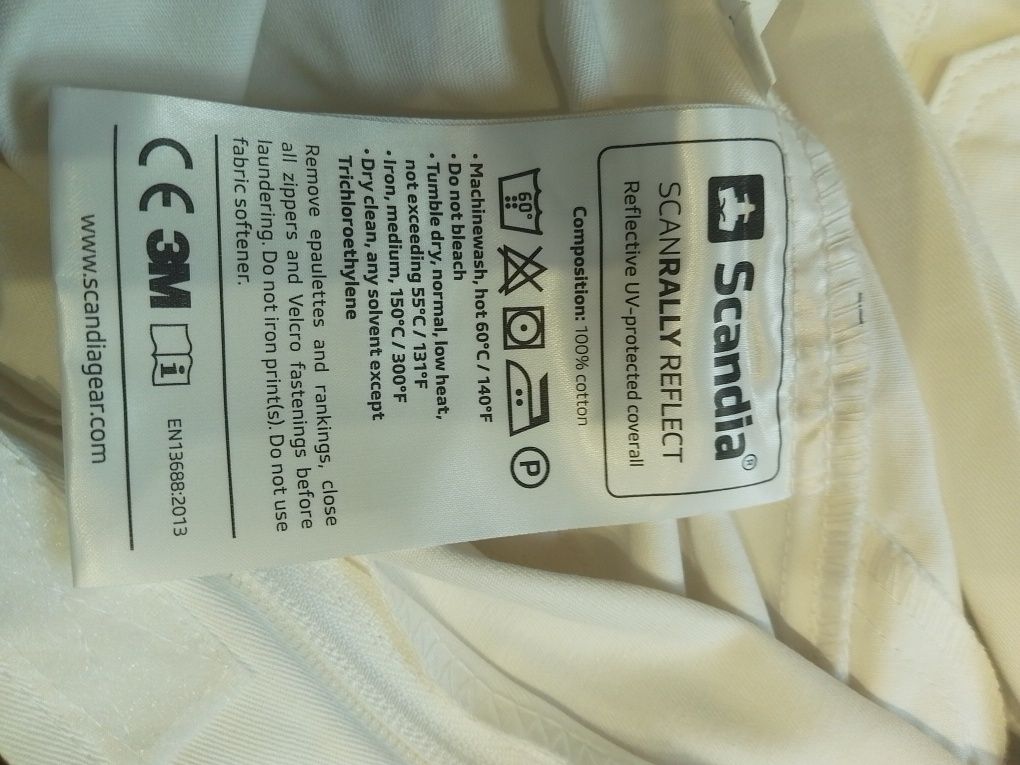 Scandia®
SCANRALLY REFLECT
Reflective UV-protected coverall
Composition: 100% cotton
60°
P
• Machinewash, hot 60°C / 140°F
• Do not bleach
• Tumble dry, normal, low heat,
not exceeding 55°C / 131°F
• Iron, medium, 150°C / 300°F
• Dry clean, any solvent except
Trichloroethylene
Remove epaulettes and rankings, close
all zippers and Velcro fastenings before
laundering. Do not iron print(s). Do not use
fabric softener.
CE 3M i EN13688:2013
www.scandiagear.com